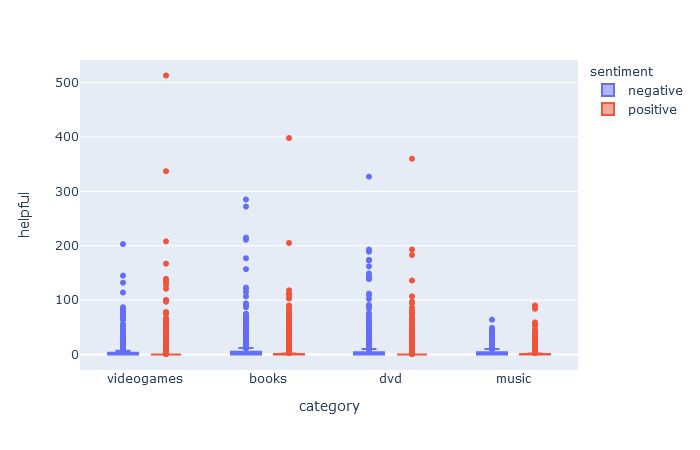 sentiment
negative
positive
500
400
300
200
100
0
helpful
videogames
books
dvd
music
category